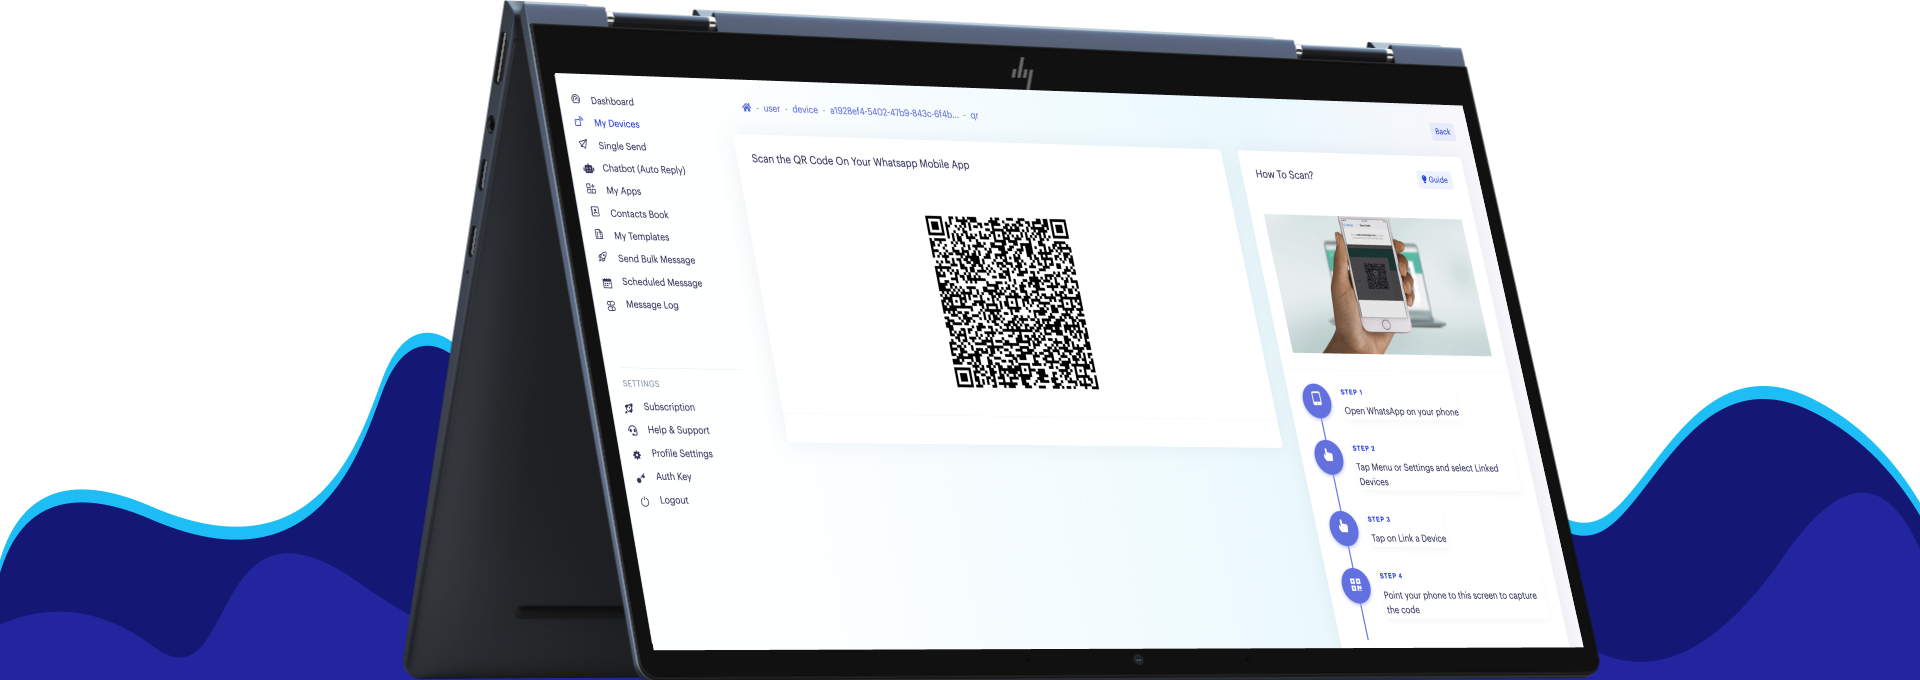 Dashboard
My Devices
Single Send
Chatbot (Auto Reply)
My Apps
Contacts Book
My Templates
Send Bulk Message
Scheduled Message
Message Log
SETTINGS
Subscription
Help & Support
Profile Settings
Auth Key
Logout
- user - device - a1928ef4-5402-47b9-843c-6f4b... - qr
Back
Scan the QR Code On Your Whatsapp Mobile App
How To Scan?
Guide
STEP 1
Open WhatsApp on your phone
STEP 2
Tap Menu or Settings and select Linked
Devices
STEP 3
Tap on Link a Device
STEP 4
Point your phone to this screen to capture
the code